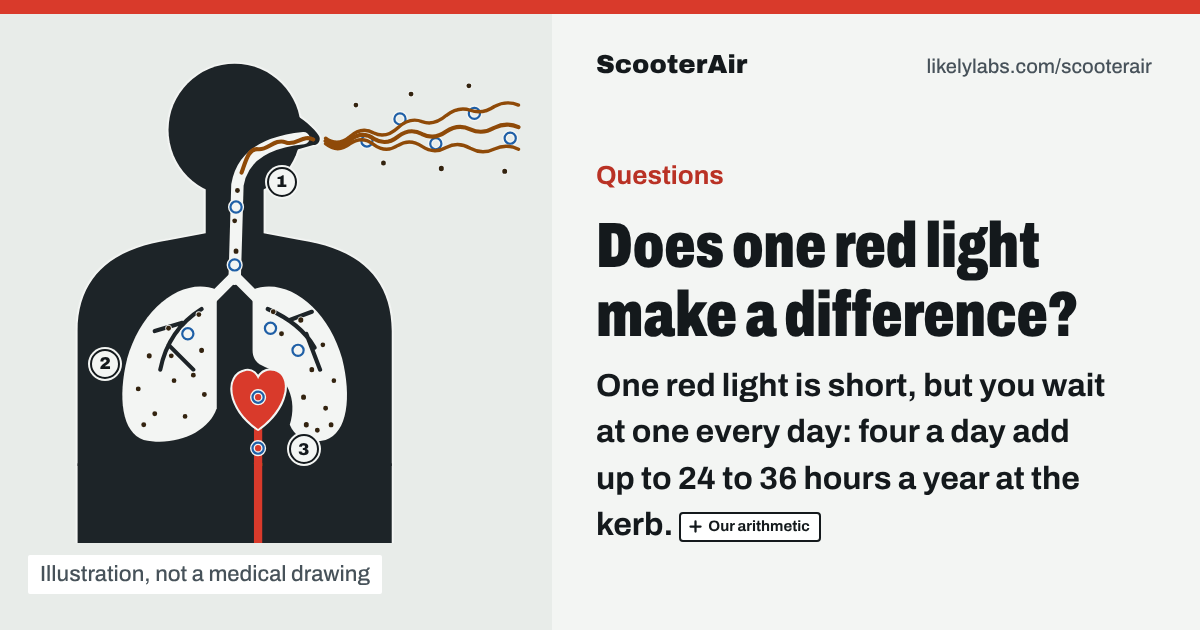 ScooterAir
likelylabs.com/scooterair
Questions
Does one red light
make a difference?
One red light is short, but you wait
at one every day: four a day add
up to 24 to 36 hours a year at the
kerb. + Our arithmetic
1
2
3
Illustration, not a medical drawing